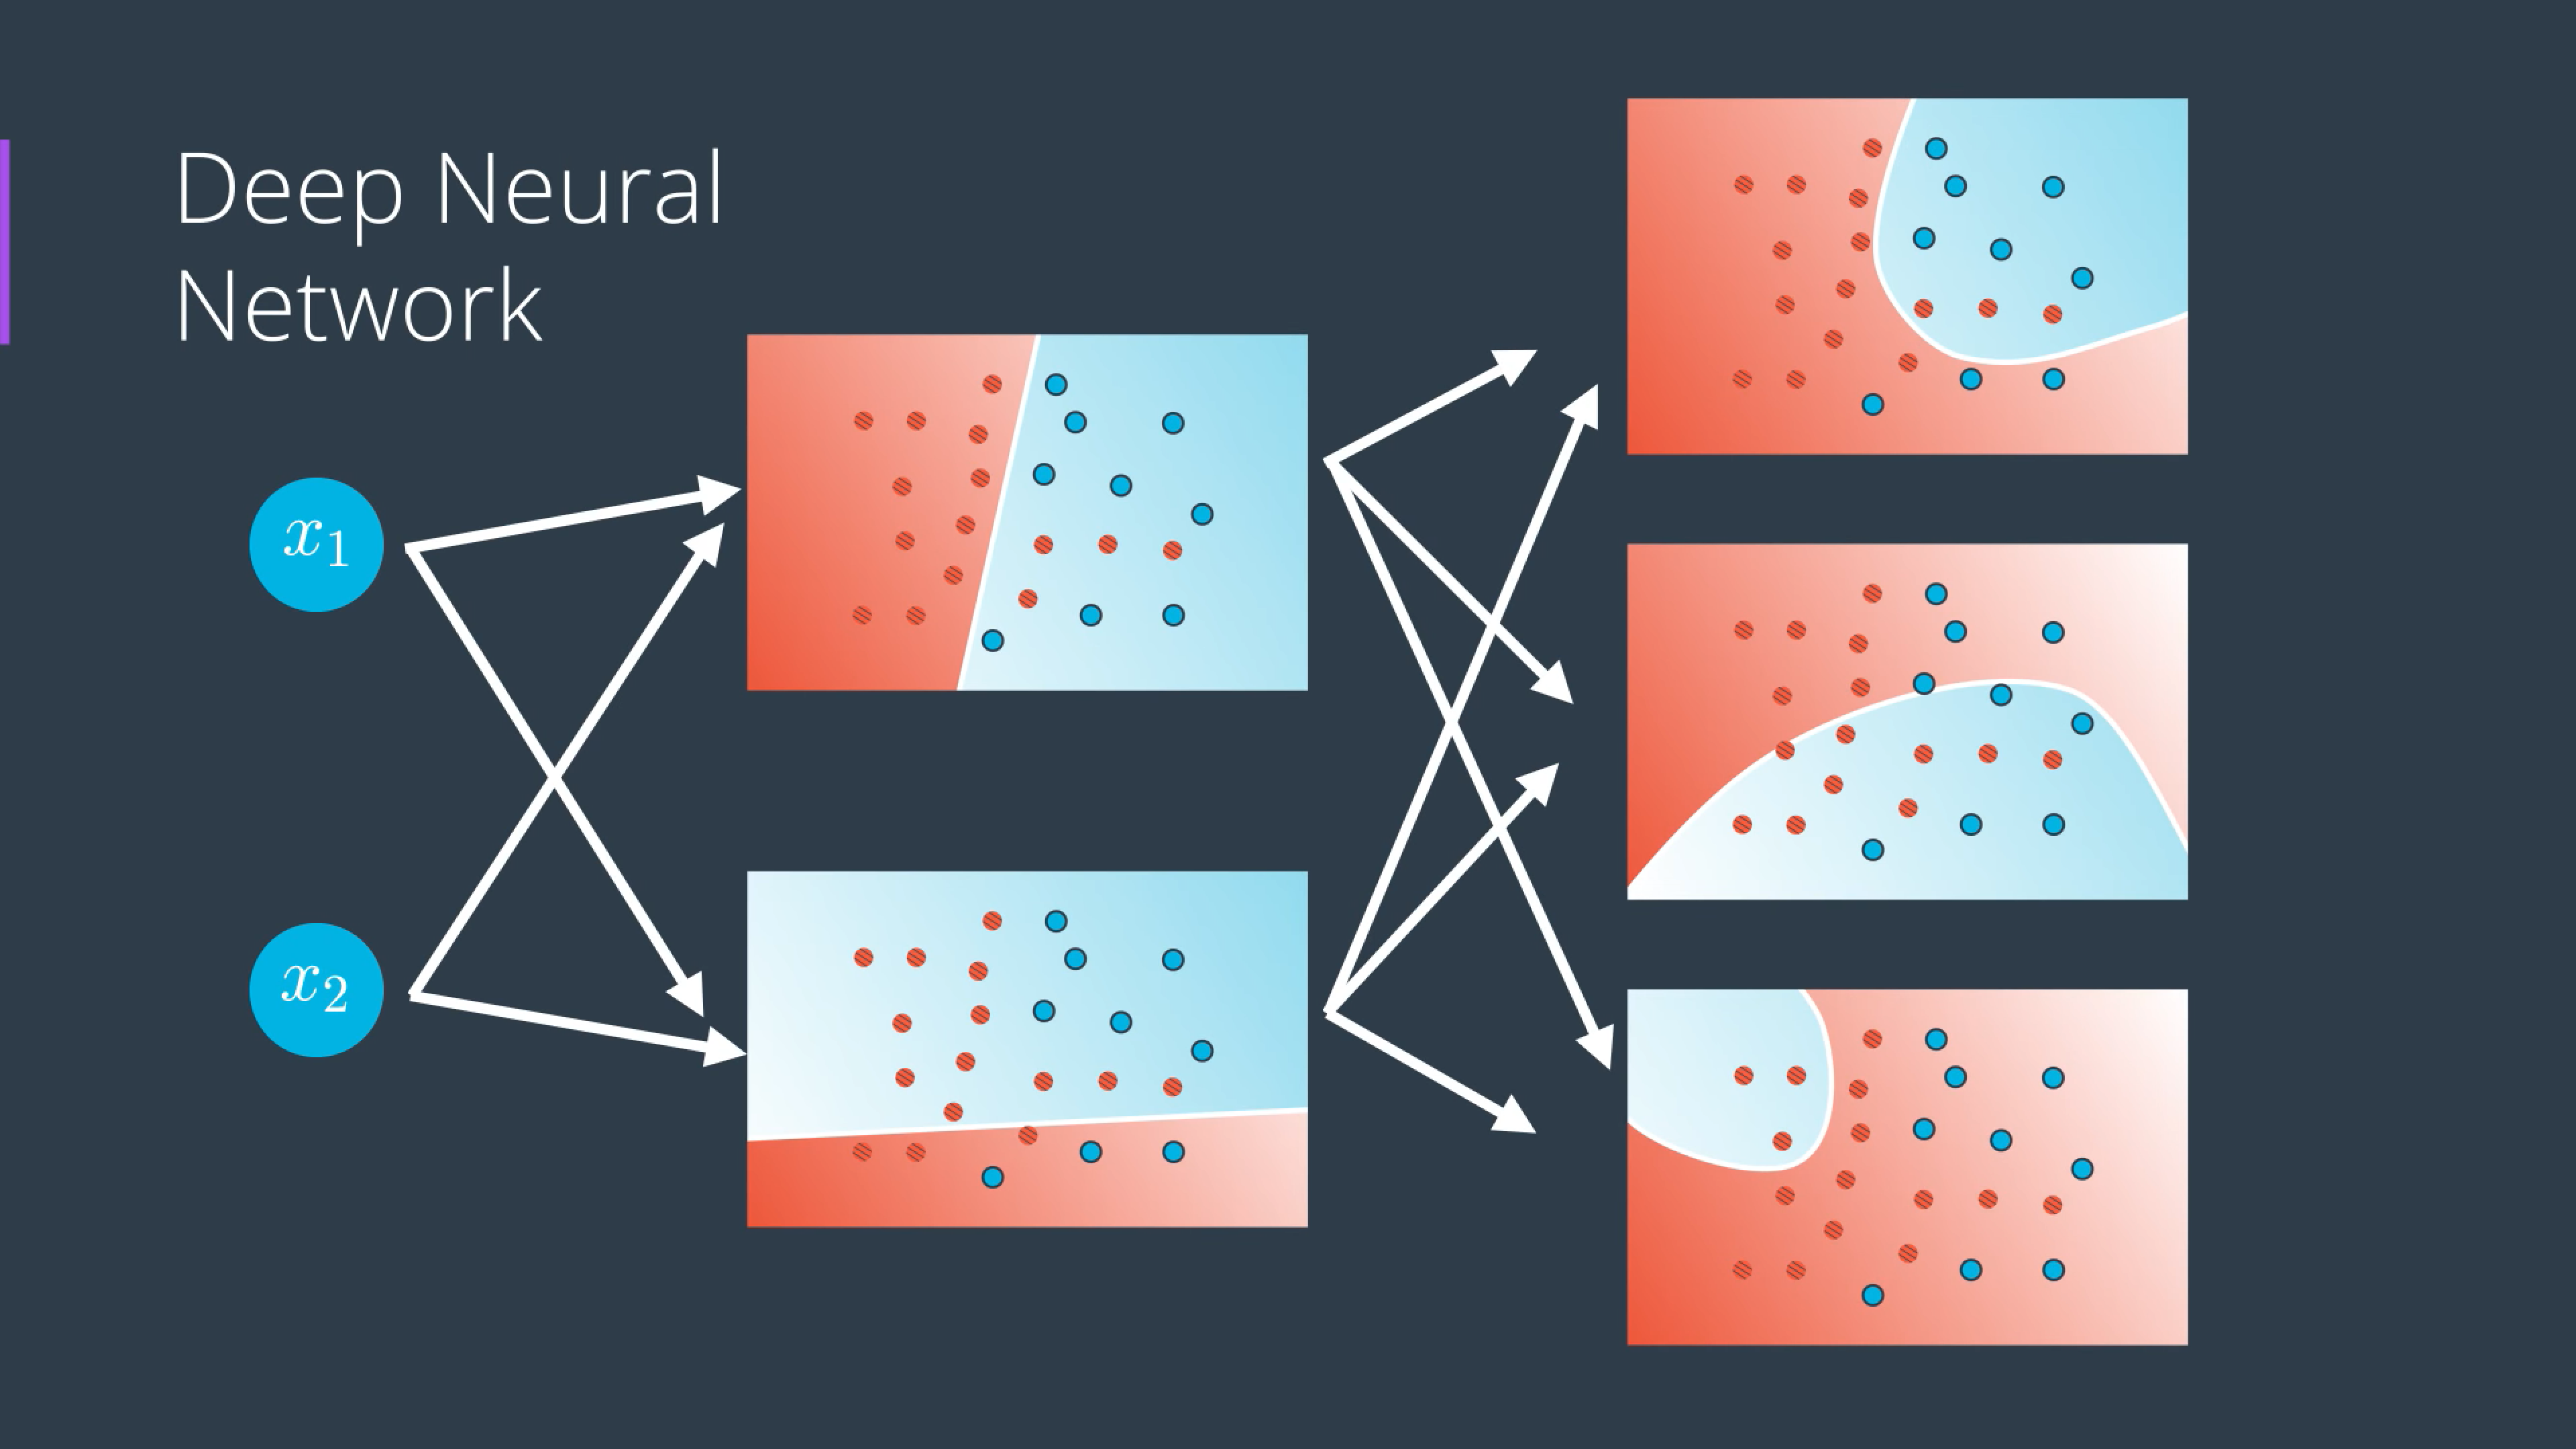 Deep Neural
Network
x₁
x₂